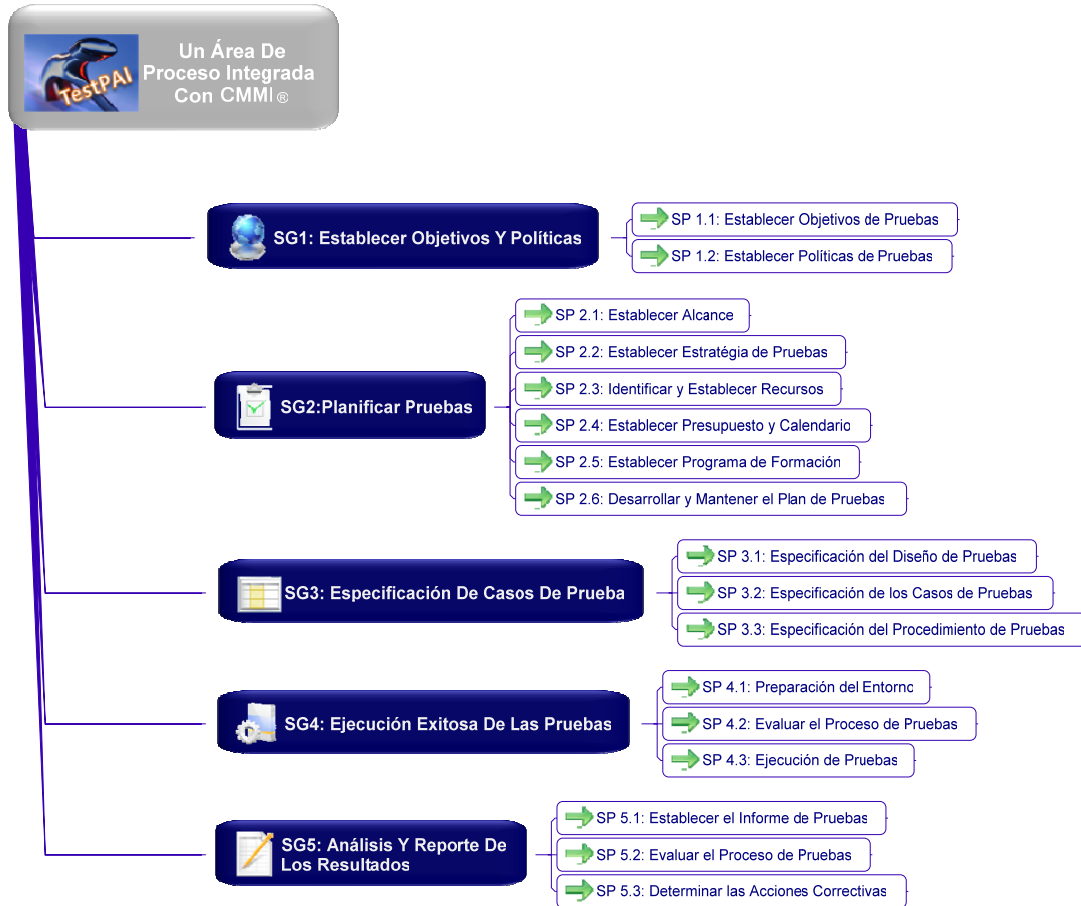 TestPAI
Un Área De
Proceso Integrada
Con CMMI ®
SG1: Establecer Objetivos Y Políticas
SP 1.1: Establecer Objetivos de Pruebas
SP 1.2: Establecer Políticas de Pruebas
SG2:Planificar Pruebas
SP 2.1: Establecer Alcance
SP 2.2: Establecer Estratégia de Pruebas
SP 2.3: Identificar y Establecer Recursos
SP 2.4: Establecer Presupuesto y Calendario
SP 2.5: Establecer Programa de Formación
SP 2.6: Desarrollar y Mantener el Plan de Pruebas
SG3: Especificación De Casos De Prueba
SP 3.1: Especificación del Diseño de Pruebas
SP 3.2: Especificación de los Casos de Pruebas
SP 3.3: Especificación del Procedimiento de Pruebas
SG4: Ejecución Exitosa De Las Pruebas
SP 4.1: Preparación del Entorno
SP 4.2: Evaluar el Proceso de Pruebas
SP 4.3: Ejecución de Pruebas
SG5: Análisis Y Reporte De
Los Resultados
SP 5.1: Establecer el Informe de Pruebas
SP 5.2: Evaluar el Proceso de Pruebas
SP 5.3: Determinar las Acciones Correctivas